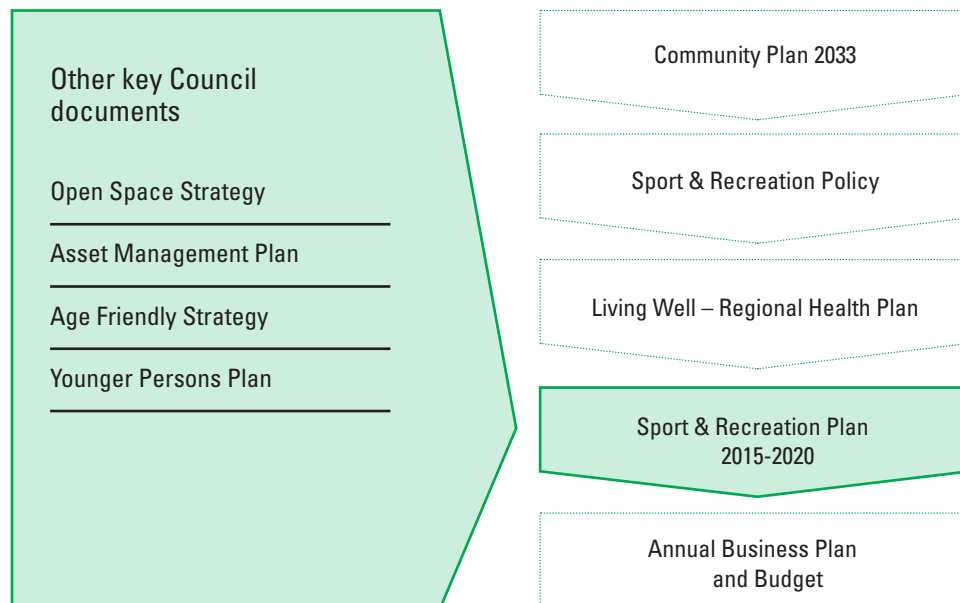 Other key Council
documents
Open Space Strategy
Asset Management Plan
Age Friendly Strategy
Younger Persons Plan
Community Plan 2033
Sport & Recreation Policy
Living Well – Regional Health Plan
Sport & Recreation Plan
2015-2020
Annual Business Plan
and Budget